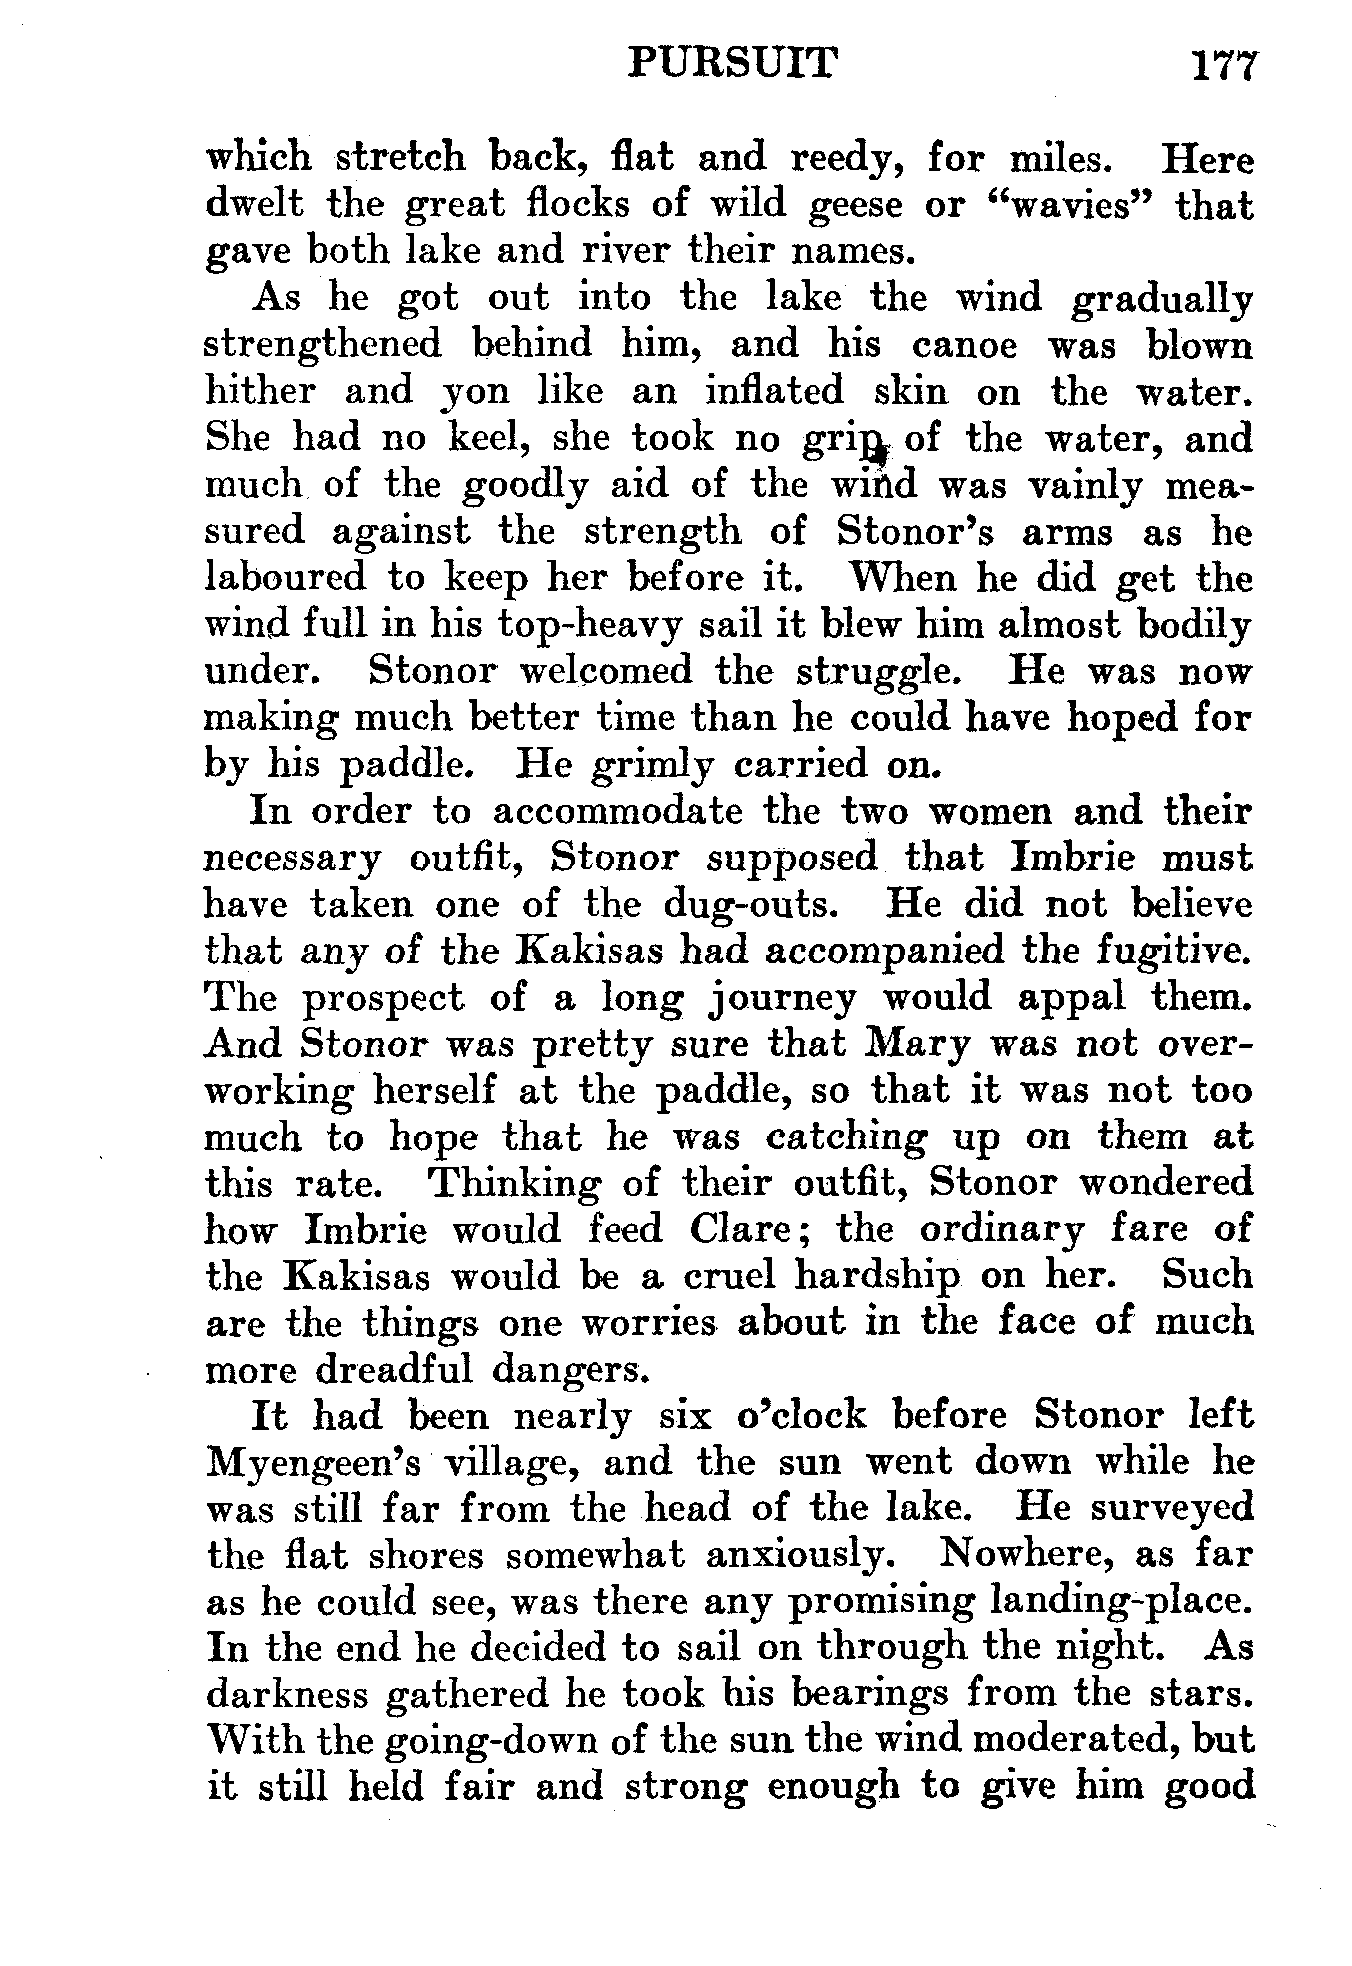 PURSUIT 177
which stretch back, flat and reedy, for miles. Here
dwelt the great flocks of wild geese or “wavies” that
gave both lake and river their names.
As he got out into the lake the wind gradually
strengthened behind him, and his canoe was blown
hither and yon like an inflated skin on the water.
She had no keel, she took no grip of the water, and
much of the goodly aid of the wind was vainly mea-
sured against the strength of Stonor’s arms as he
laboured to keep her before it. When he did get the
wind full in his top-heavy sail it blew him almost bodily
under. Stonor welcomed the struggle. He was now
making much better time than he could have hoped for
by his paddle. He grimly carried on.
In order to accommodate the two women and their
necessary outfit, Stonor supposed that Imbrie must
have taken one of the dug-outs. He did not believe
that any of the Kakisas had accompanied the fugitive.
The prospect of a long journey would appal them.
And Stonor was pretty sure that Mary was not over-
working herself at the paddle, so that it was not too
much to hope that he was catching up on them at
this rate. Thinking of their outfit, Stonor wondered
how Imbrie would feed Clare; the ordinary fare of
the Kakisas would be a cruel hardship on her. Such
are the things one worries about in the face of much
more dreadful dangers.
It had been nearly six o’clock before Stonor left
Myengeen’s village, and the sun went down while he
was still far from the head of the lake. He surveyed
the flat shores somewhat anxiously. Nowhere, as far
as he could see, was there any promising landing-place.
In the end he decided to sail on through the night. As
darkness gathered he took his bearings from the stars.
With the going-down of the sun the wind moderated, but
it still held fair and strong enough to give him good